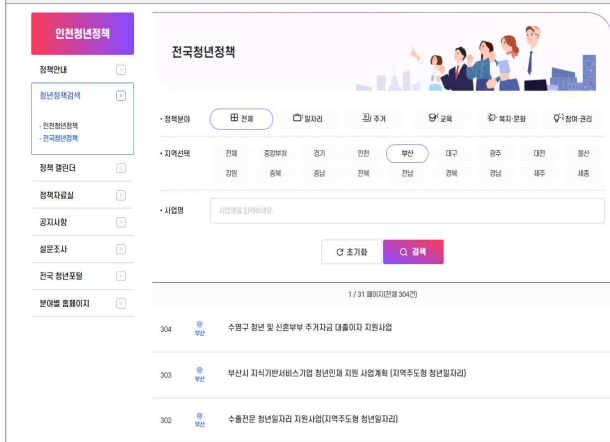 인천청년정책
정책안내
청년정책검색
· 인천청년정책
· 전국청년정책
정책 캘린더
정책자료실
공지사항
설문조사
전국 청년포털
분야별 홈페이지
전국청년정책
• 정책분야 전체 일자리 주거 교육 복지·문화 참여·권리
• 지역선택 전체 중앙부처 경기 인천 부산 대구 광주 대전 울산
강원 충북 충남 전북 전남 경북 경남 제주 세종
• 사업명 사업명을 입력하세요.
초기화 검색
1 / 31 페이지(전체 304건)
304 부산 수영구 청년 및 신혼부부 주거자금 대출이자 지원사업
303 부산 부산시 지식기반서비스기업 청년인재 지원 사업계획 (지역주도형 청년일자리)
302 부산 수출전문 청년일자리 지원사업(지역주도형 청년일자리)